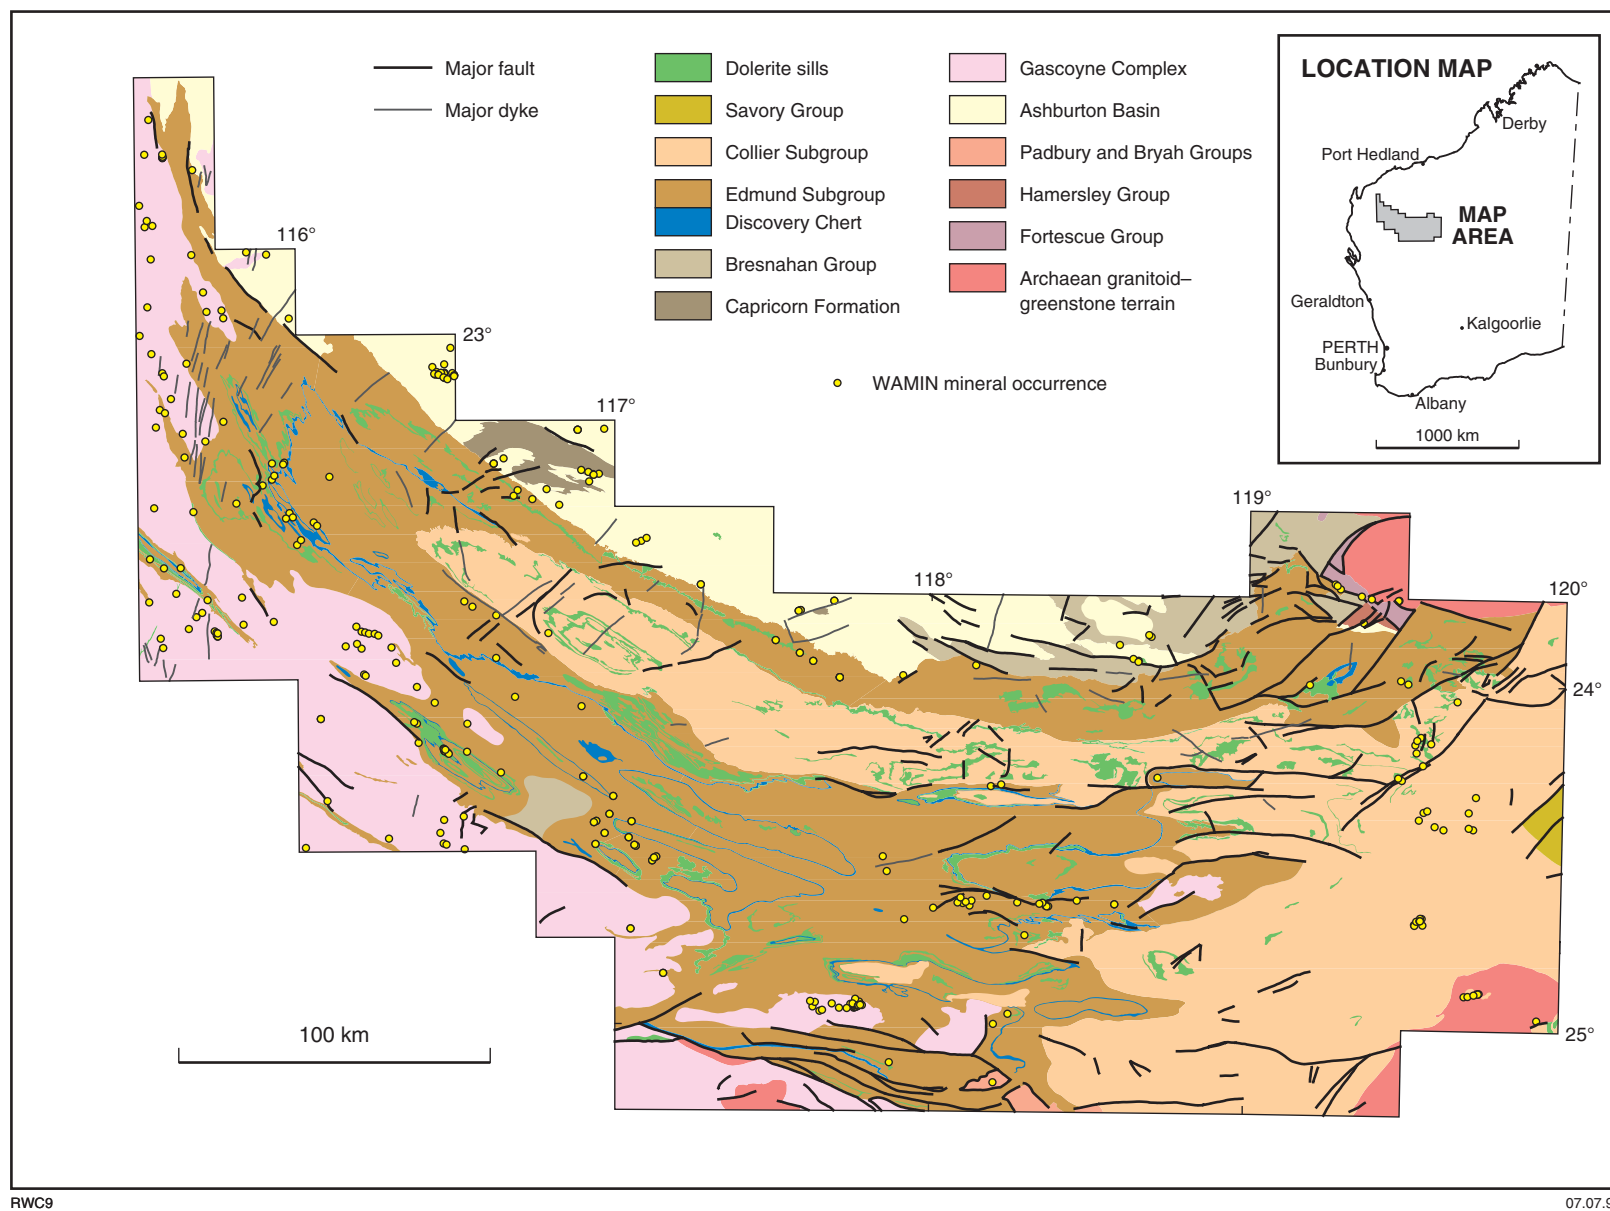 Major fault
Major dyke
Dolerite sills
Savory Group
Collier Subgroup
Edmund Subgroup
Discovery Chert
Bresnahan Group
Capricorn Formation
Gascoyne Complex
Ashburton Basin
Padbury and Bryah Groups
Hamersley Group
Fortescue Group
Archaean granitoid–
greenstone terrain
WAMIN mineral occurrence
LOCATION MAP
Derby
Port Hedland
MAP
AREA
Geraldton
Kalgoorlie
PERTH
Bunbury
Albany
1000 km
116°
23°
117°
119°
118°
120°
24°
25°
100 km
RWC9
07.07.9